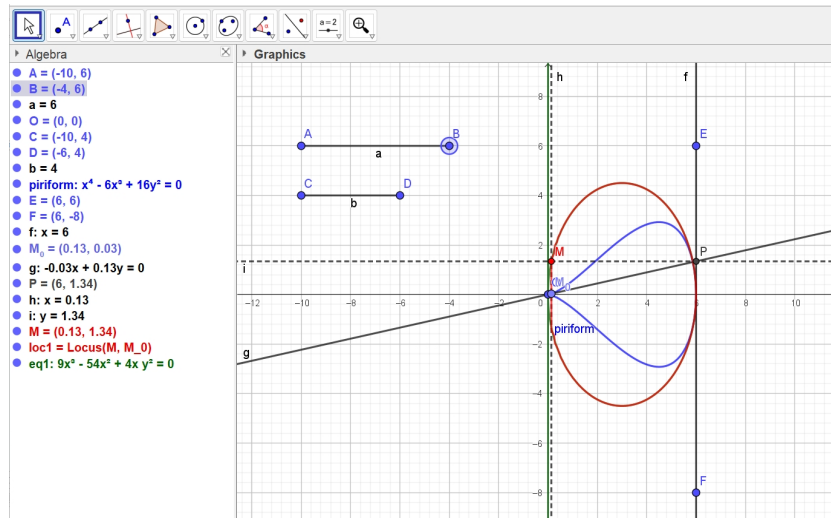 A
α
a=2
Algebra
Graphics
A = (-10, 6)
B = (-4, 6)
a = 6
O = (0, 0)
C = (-10, 4)
D = (-6, 4)
b = 4
piriform: x⁴ - 6x³ + 16y² = 0
E = (6, 6)
F = (6, -8)
f: x = 6
M₀ = (0.13, 0.03)
g: -0.03x + 0.13y = 0
P = (6, 1.34)
h: x = 0.13
i: y = 1.34
M = (0.13, 1.34)
loc1 = Locus(M, M_0)
eq1: 9x³ - 54x² + 4x y² = 0
h
f
8
A
B
E
a
6
C
D
b
4
2
M
P
i
−12
−10
−8
−6
−4
−2
0
2
4
6
8
10
piriform
−2
g
−4
−6
F
−8